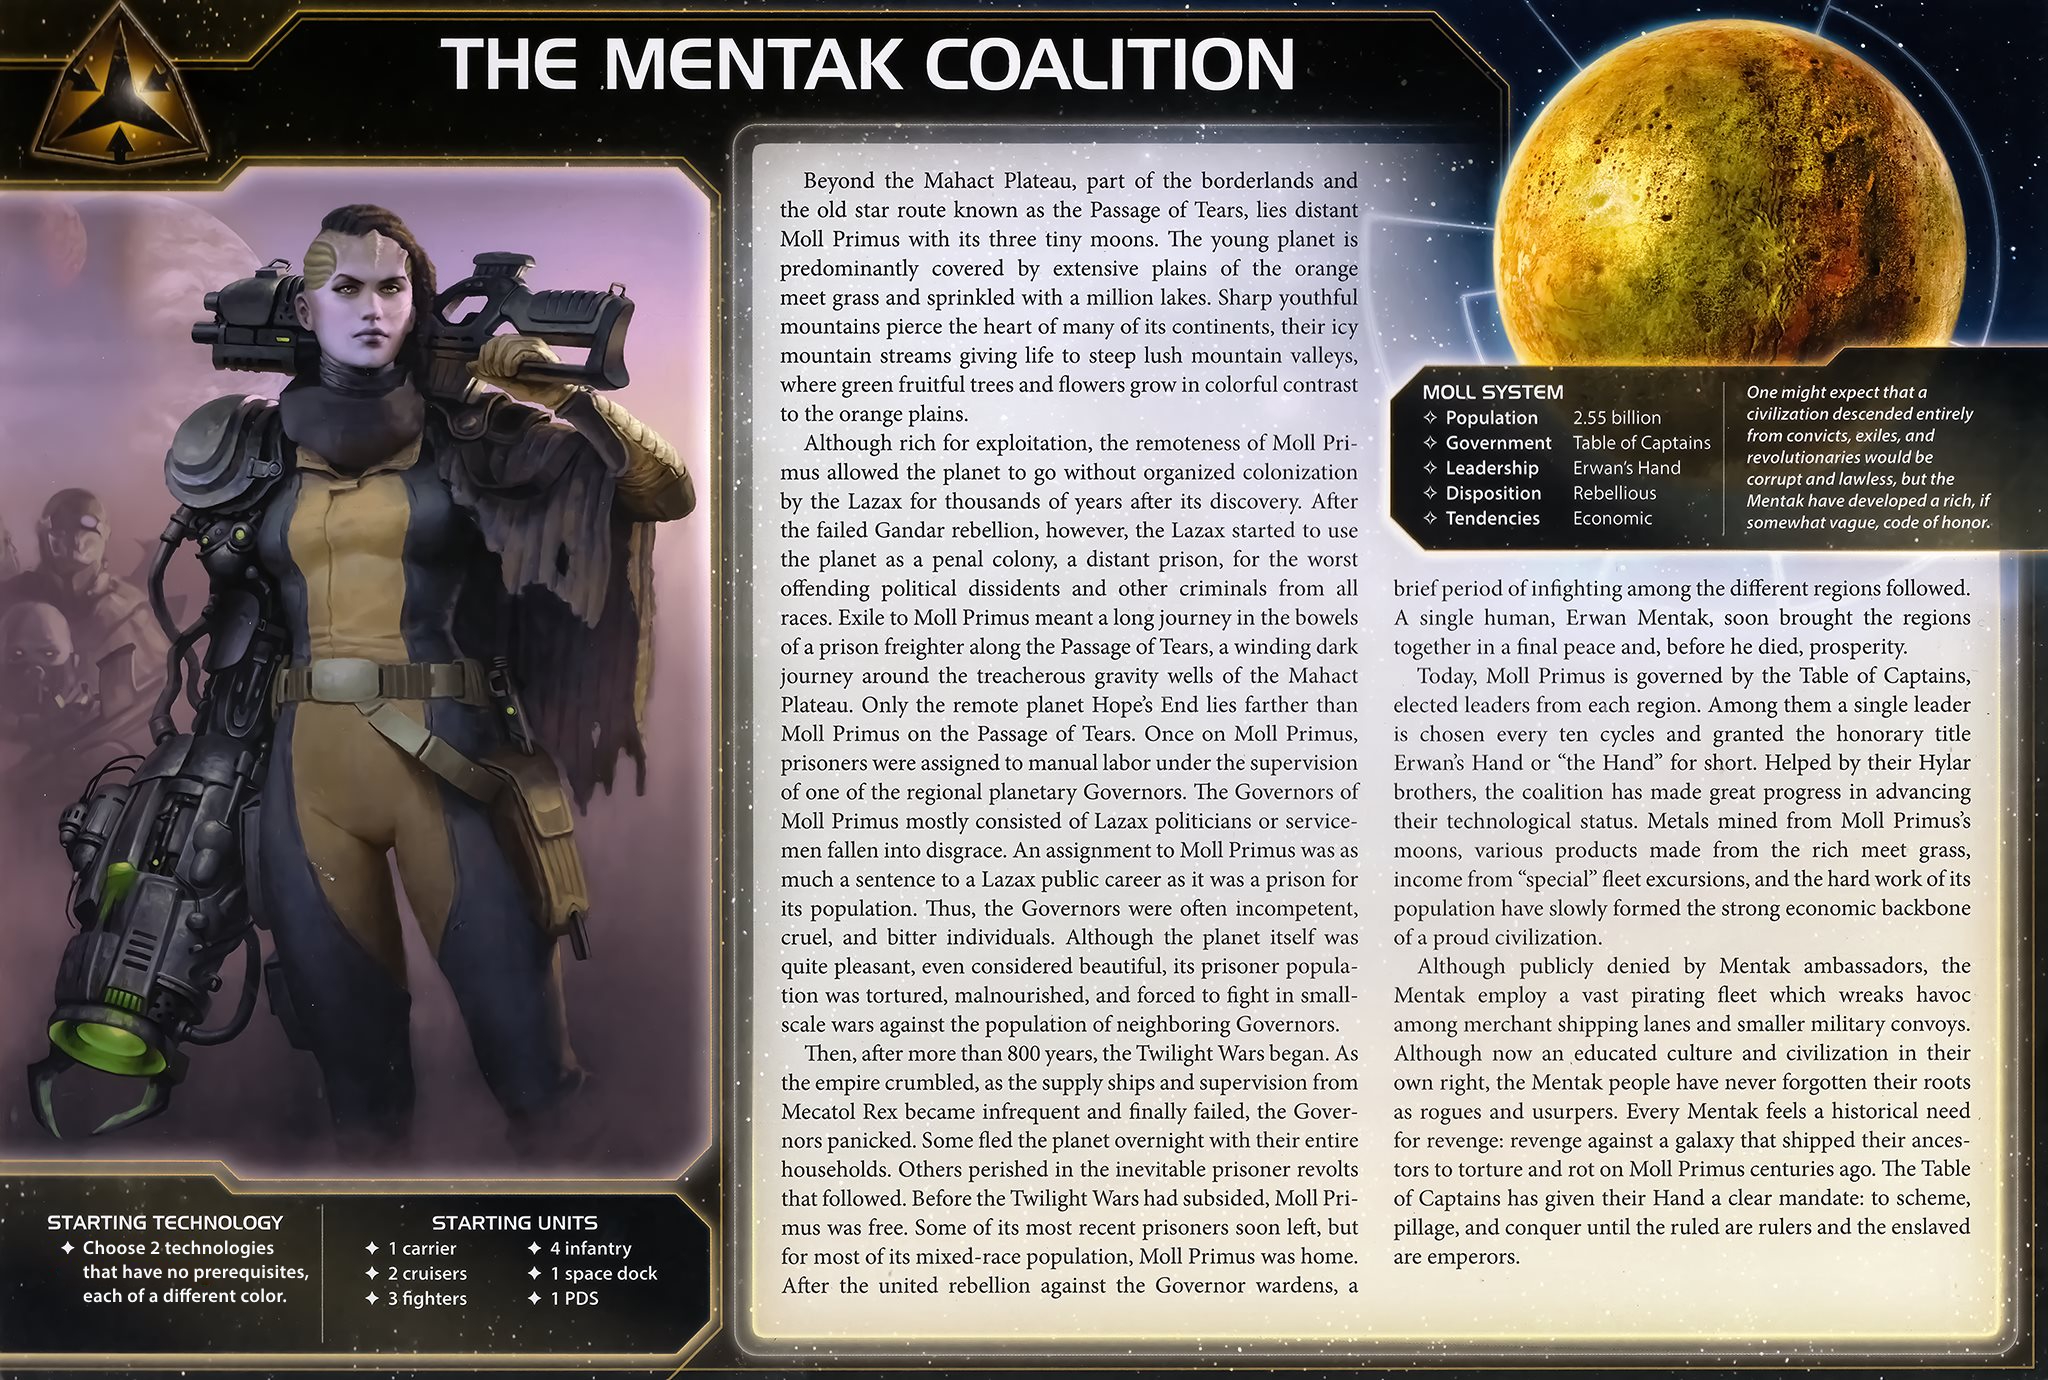 THE MENTAK COALITION
Beyond the Mahact Plateau, part of the borderlands and
the old star route known as the Passage of Tears, lies distant
Moll Primus with its three tiny moons. The young planet is
predominantly covered by extensive plains of the orange
meet grass and sprinkled with a million lakes. Sharp youthful
mountains pierce the heart of many of its continents, their icy
mountain streams giving life to steep lush mountain valleys,
where green fruitful trees and flowers grow in colorful contrast
to the orange plains.
Although rich for exploitation, the remoteness of Moll Pri-
mus allowed the planet to go without organized colonization
by the Lazax for thousands of years after its discovery. After
the failed Gandar rebellion, however, the Lazax started to use
the planet as a penal colony, a distant prison, for the worst
offending political dissidents and other criminals from all
races. Exile to Moll Primus meant a long journey in the bowels
of a prison freighter along the Passage of Tears, a winding dark
journey around the treacherous gravity wells of the Mahact
Plateau. Only the remote planet Hope's End lies farther than
Moll Primus on the Passage of Tears. Once on Moll Primus,
prisoners were assigned to manual labor under the supervision
of one of the regional planetary Governors. The Governors of
Moll Primus mostly consisted of Lazax politicians or service-
men fallen into disgrace. An assignment to Moll Primus was as
much a sentence to a Lazax public career as it was a prison for
its population. Thus, the Governors were often incompetent,
cruel, and bitter individuals. Although the planet itself was
quite pleasant, even considered beautiful, its prisoner popula-
tion was tortured, malnourished, and forced to fight in small-
scale wars against the population of neighboring Governors.
Then, after more than 800 years, the Twilight Wars began. As
the empire crumbled, as the supply ships and supervision from
Mecatol Rex became infrequent and finally failed, the Gover-
nors panicked. Some fled the planet overnight with their entire
households. Others perished in the inevitable prisoner revolts
that followed. Before the Twilight Wars had subsided, Moll Pri-
mus was free. Some of its most recent prisoners soon left, but
for most of its mixed-race population, Moll Primus was home.
After the united rebellion against the Governor wardens, a
brief period of infighting among the different regions followed.
A single human, Erwan Mentak, soon brought the regions
together in a final peace and, before he died, prosperity.
Today, Moll Primus is governed by the Table of Captains,
elected leaders from each region. Among them a single leader
is chosen every ten cycles and granted the honorary title
Erwan's Hand or “the Hand” for short. Helped by their Hylar
brothers, the coalition has made great progress in advancing
their technological status. Metals mined from Moll Primus's
moons, various products made from the rich meet grass,
income from “special” fleet excursions, and the hard work of its
population have slowly formed the strong economic backbone
of a proud civilization.
Although publicly denied by Mentak ambassadors, the
Mentak employ a vast pirating fleet which wreaks havoc
among merchant shipping lanes and smaller military convoys.
Although now an educated culture and civilization in their
own right, the Mentak people have never forgotten their roots
as rogues and usurpers. Every Mentak feels a historical need
for revenge: revenge against a galaxy that shipped their ances-
tors to torture and rot on Moll Primus centuries ago. The Table
of Captains has given their Hand a clear mandate: to scheme,
pillage, and conquer until the ruled are rulers and the enslaved
are emperors.
MOLL SYSTEM
Population 2.55 billion
Government Table of Captains
Leadership Erwan's Hand
Disposition Rebellious
Tendencies Economic
One might expect that a
civilization descended entirely
from convicts, exiles, and
revolutionaries would be
corrupt and lawless, but the
Mentak have developed a rich, if
somewhat vague, code of honor.
STARTING TECHNOLOGY
Choose 2 technologies
that have no prerequisites,
each of a different color.
STARTING UNITS
1 carrier
2 cruisers
3 fighters
4 infantry
1 space dock
1 PDS